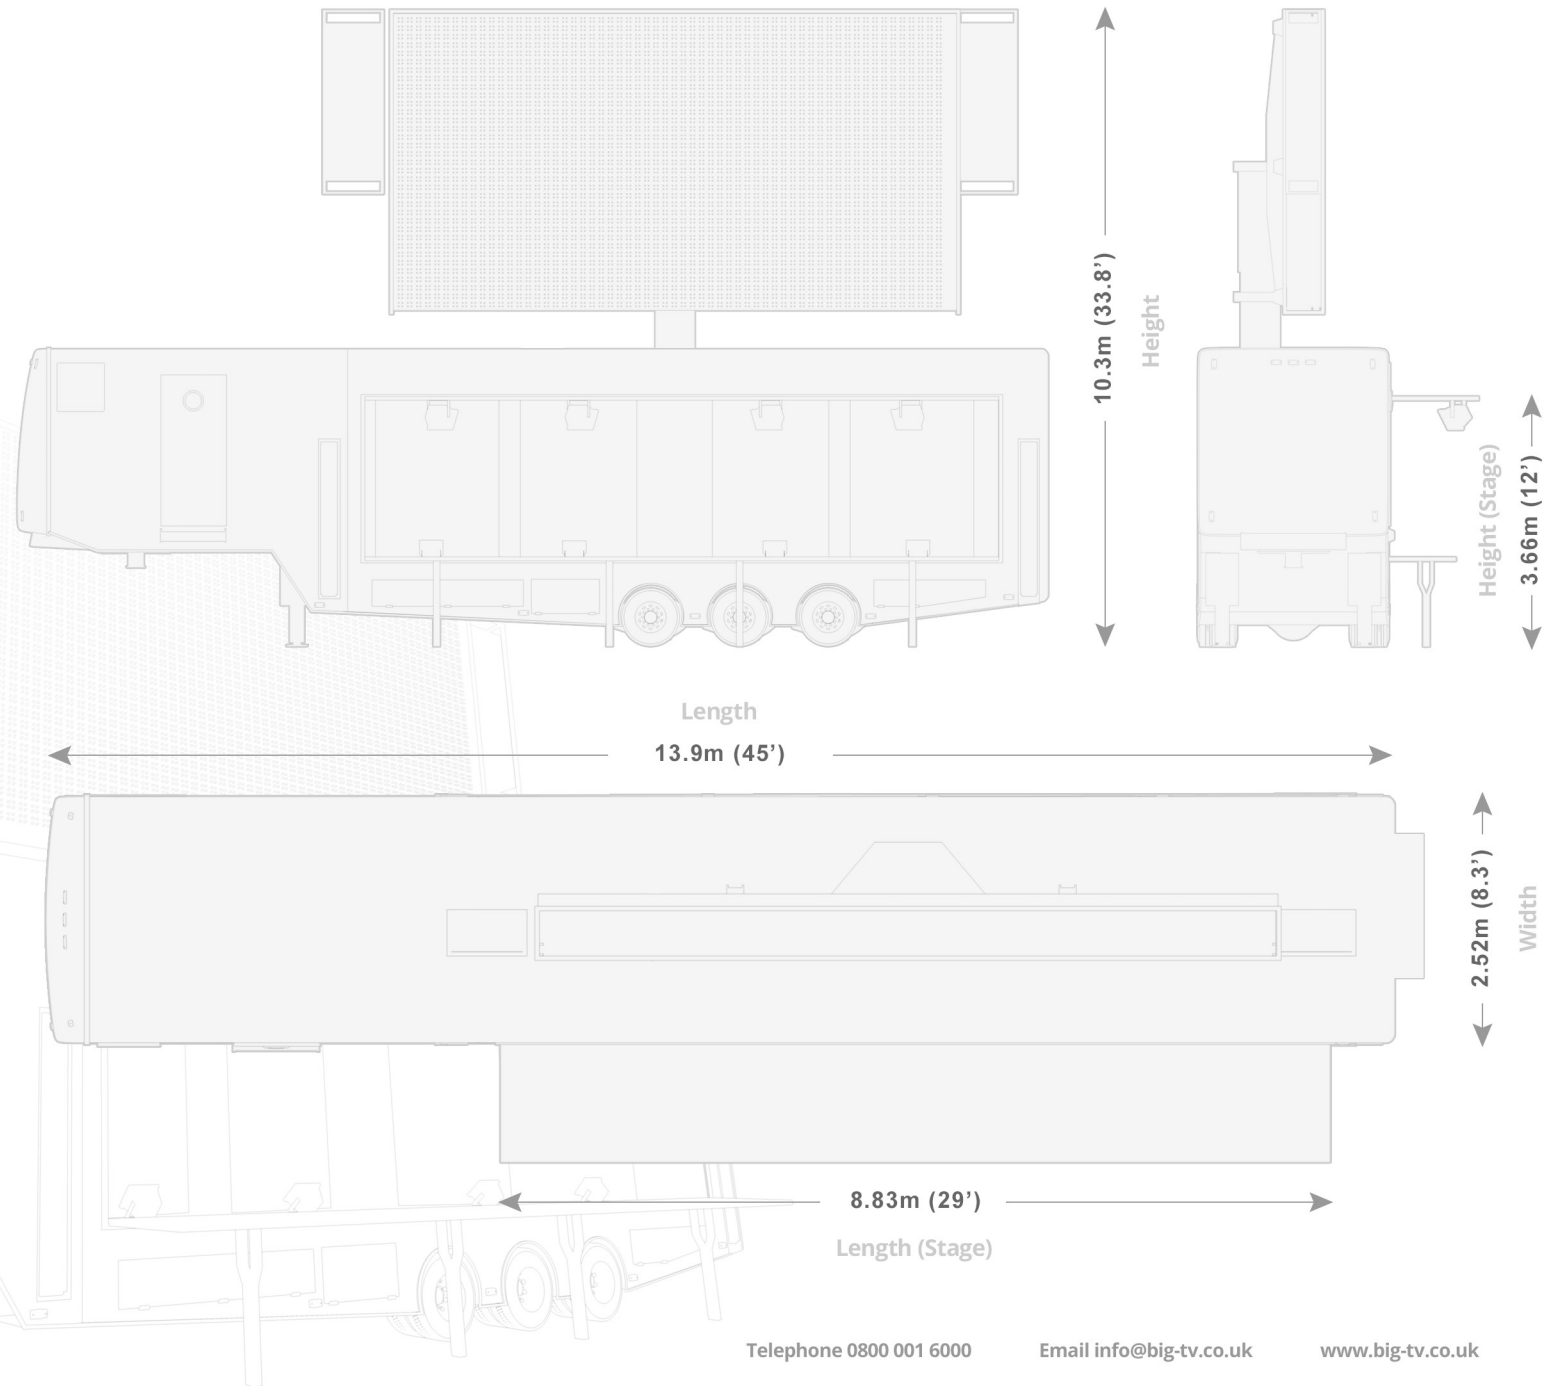 10.3m (33.8’)
Height
Height (Stage)
3.66m (12’)
Length
13.9m (45’)
2.52m (8.3’)
Width
8.83m (29’)
Length (Stage)
Telephone 0800 001 6000 Email info@big-tv.co.uk www.big-tv.co.uk